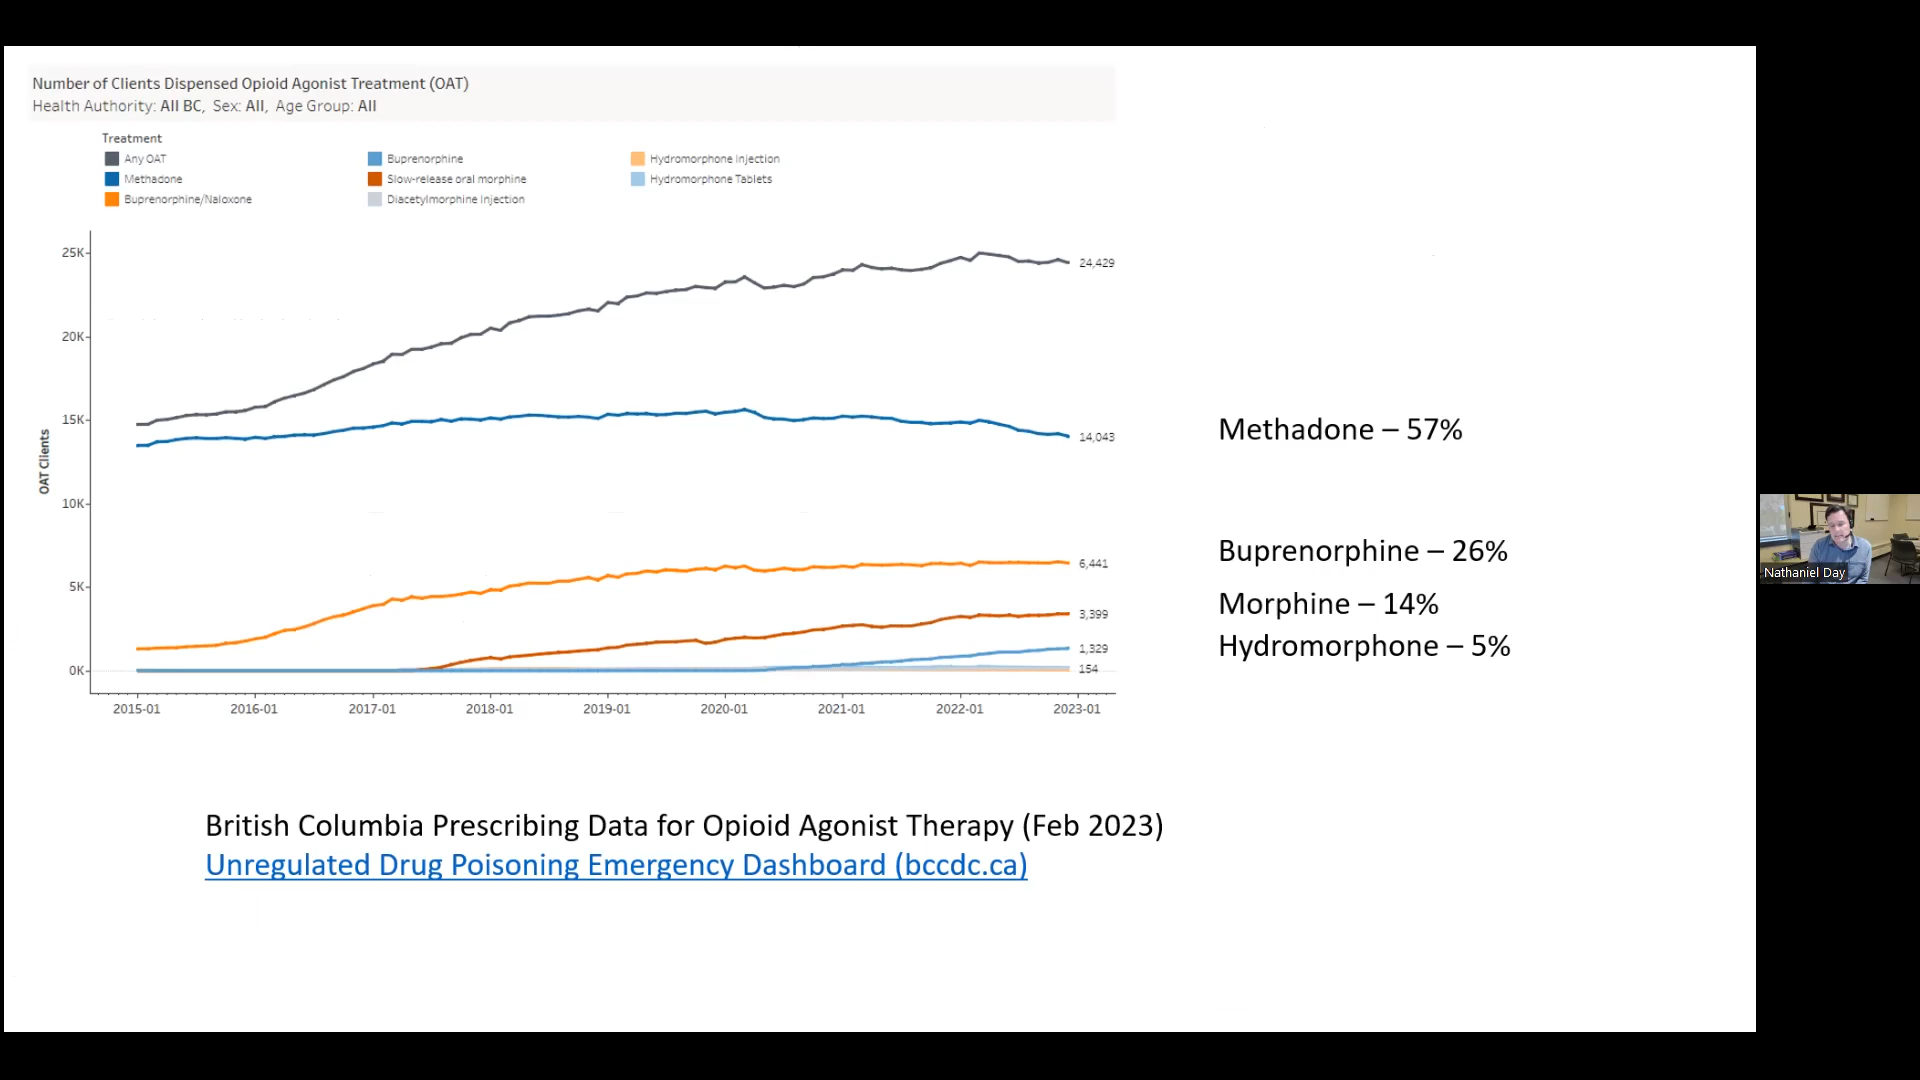 Number of Clients Dispensed Opioid Agonist Treatment (OAT)
Health Authority: All BC, Sex: All, Age Group: All
Treatment
Any OAT
Methadone
Buprenorphine/Naloxone
Buprenorphine
Slow-release oral morphine
Diacetylmorphine Injection
Hydromorphone Injection
Hydromorphone Tablets
OAT Clients
25K
20K
15K
10K
5K
0K
24,429
14,043
6,441
3,399
1,329
154
2015-01
2016-01
2017-01
2018-01
2019-01
2020-01
2021-01
2022-01
2023-01
Methadone – 57%
Buprenorphine – 26%
Morphine – 14%
Hydromorphone – 5%
British Columbia Prescribing Data for Opioid Agonist Therapy (Feb 2023)
Unregulated Drug Poisoning Emergency Dashboard (bccdc.ca)
Nathaniel Day